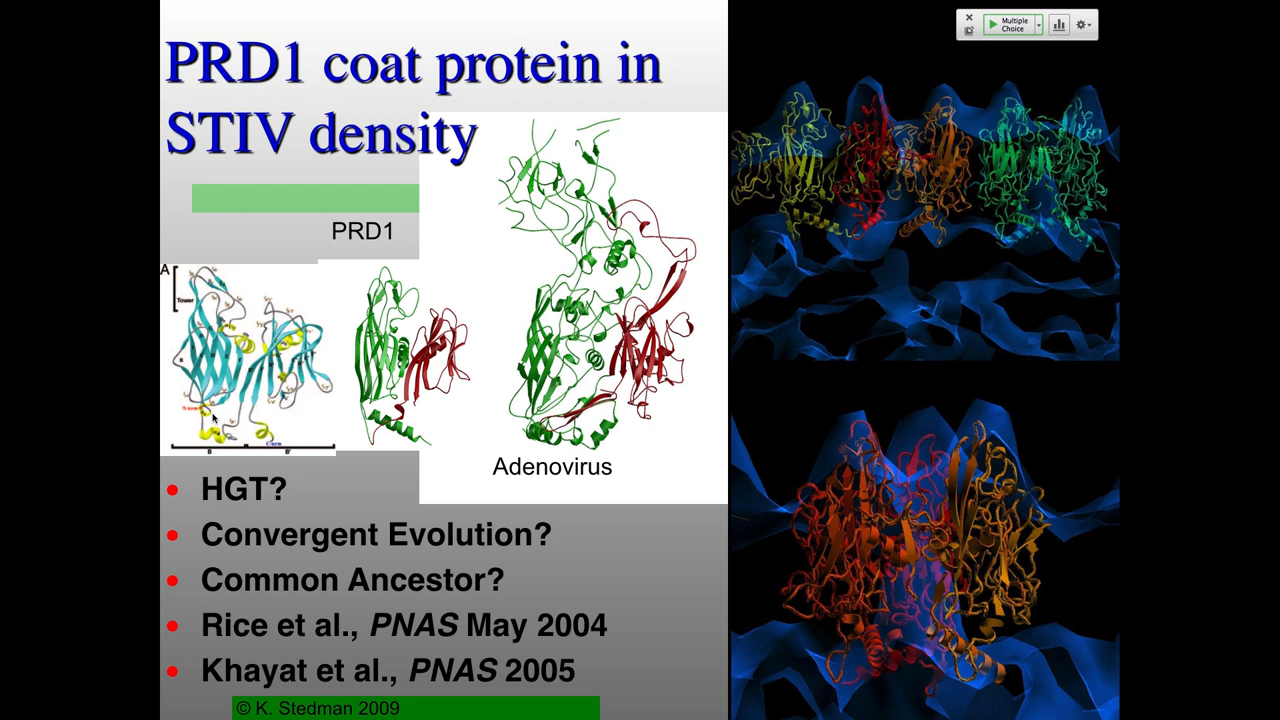 PRD1 coat protein in
STIV density
Multiple
Choice
PRD1
A
Tower
B
B'
Adenovirus
HGT?
Convergent Evolution?
Common Ancestor?
Rice et al., PNAS May 2004
Khayat et al., PNAS 2005
© K. Stedman 2009